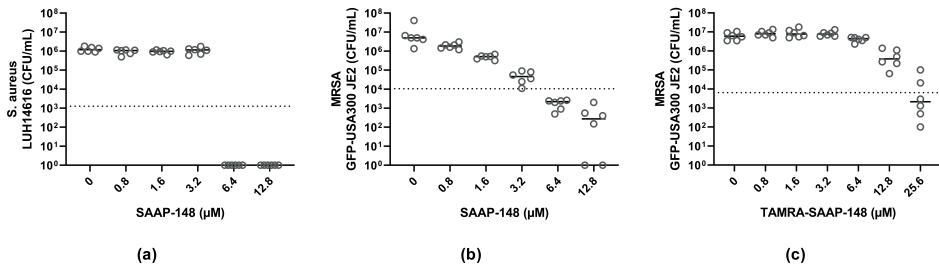 S. aureus
LUH14616 (CFU/mL)
10⁸
10⁷
10⁶
10⁵
10⁴
10³
10²
10¹
10⁰
0 0.8 1.6 3.2 6.4 12.8
SAAP-148 (µM)
(a)
MRSA
GFP-USA300 JE2 (CFU/mL)
10⁸
10⁷
10⁶
10⁵
10⁴
10³
10²
10¹
10⁰
0 0.8 1.6 3.2 6.4 12.8
SAAP-148 (µM)
(b)
MRSA
GFP-USA300 JE2 (CFU/mL)
10⁸
10⁷
10⁶
10⁵
10⁴
10³
10²
10¹
10⁰
0 0.8 1.6 3.2 6.4 12.8 25.6
TAMRA-SAAP-148 (µM)
(c)